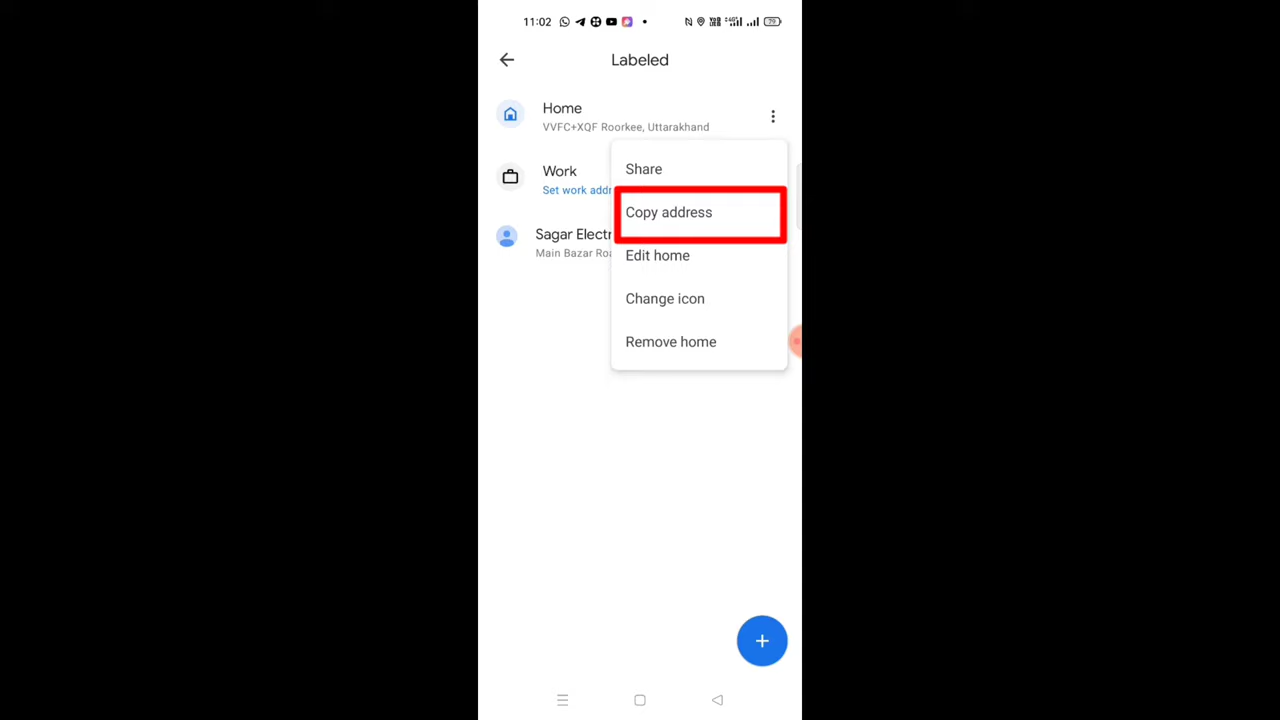 11:02
79
Labeled
Home
VVFC+XQF Roorkee, Uttarakhand
Share
Work
Set work addr
Copy address
Sagar Electr
Main Bazar Roa
Edit home
Change icon
Remove home